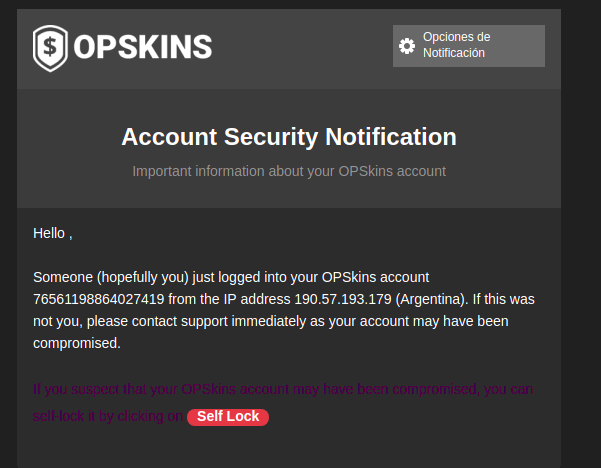 OPSKINS
Opciones de
Notificación
Account Security Notification
Important information about your OPSkins account
Hello ,
Someone (hopefully you) just logged into your OPSkins account
76561198864027419 from the IP address 190.57.193.179 (Argentina). If this was
not you, please contact support immediately as your account may have been
compromised.
If you suspect that your OPSkins account may have been compromised, you can
self-lock it by clicking on Self Lock